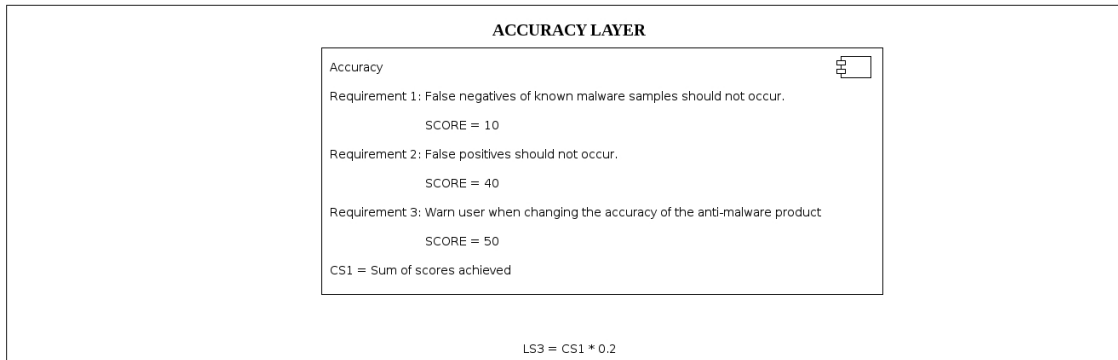 ACCURACY LAYER
Accuracy
Requirement 1: False negatives of known malware samples should not occur.
SCORE = 10
Requirement 2: False positives should not occur.
SCORE = 40
Requirement 3: Warn user when changing the accuracy of the anti-malware product
SCORE = 50
CS1 = Sum of scores achieved
LS3 = CS1 * 0.2